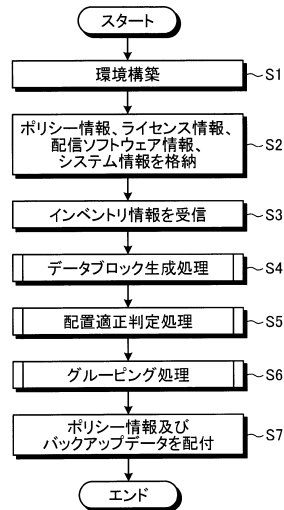 スタート
環境構築
S1
ポリシー情報、ライセンス情報、
配信ソフトウェア情報、
システム情報を格納
S2
インベントリ情報を受信
S3
データブロック生成処理
S4
配置適正判定処理
S5
グルーピング処理
S6
ポリシー情報及び
バックアップデータを配付
S7
エンド